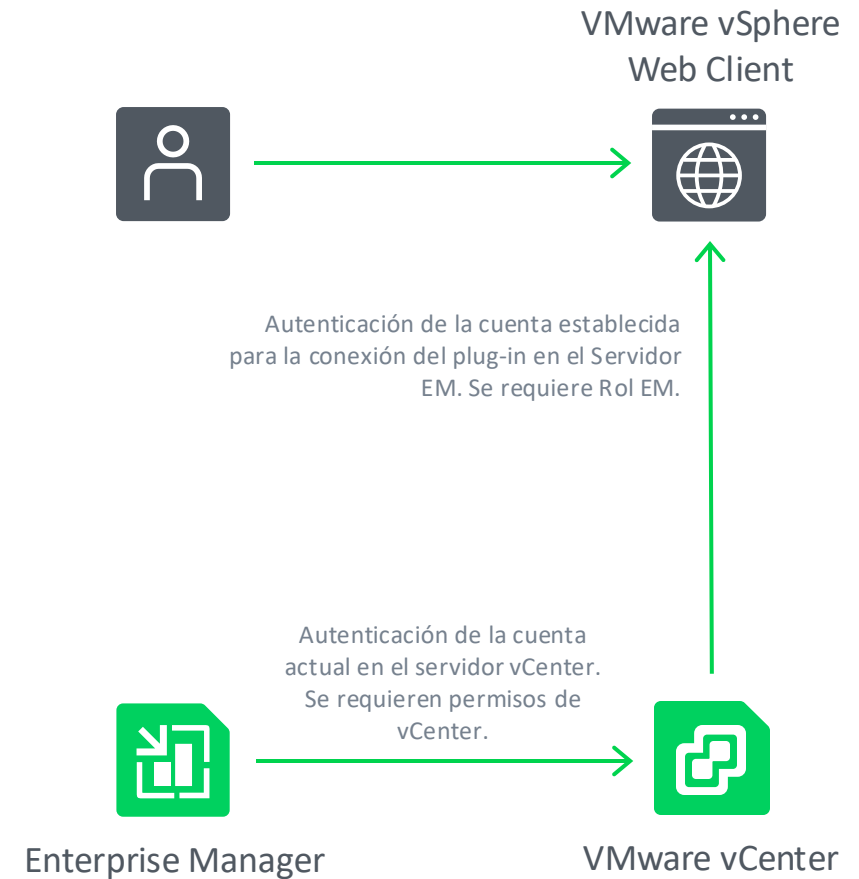 VMware vSphere
Web Client
Autenticación de la cuenta establecida
para la conexión del plug-in en el Servidor
EM. Se requiere Rol EM.
Autenticación de la cuenta
actual en el servidor vCenter.
Se requieren permisos de
vCenter.
Enterprise Manager
VMware vCenter